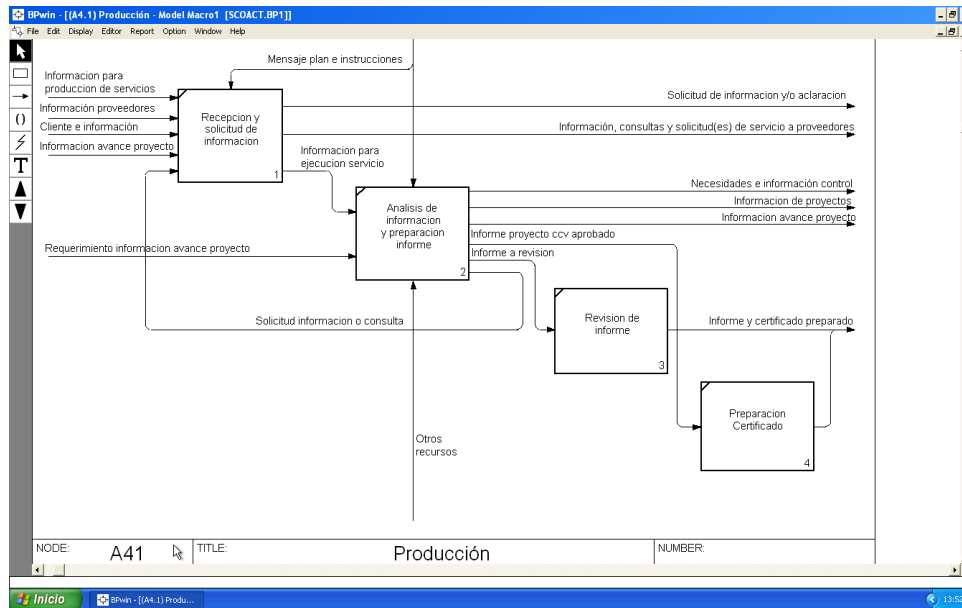 BPwin - [(A4.1) Producción - Model Macro1 [SCOACT.BP1]]
File Edit Display Editor Report Option Window Help
Mensaje plan e instrucciones
Informacion para
produccion de servicios
Información proveedores
Cliente e información
Informacion avance proyecto
Recepcion y
solicitud de
informacion
1
Solicitud de informacion y/o aclaracion
Información, consultas y solicitud(es) de servicio a proveedores
Informacion para
ejecucion servicio
Analisis de
informacion
y preparación
informe
2
Necesidades e información control
Informacion de proyectos
Informacion avance proyecto
Informe proyecto ccv aprobado
Informe a revision
Requerimiento informacion avance proyecto
Solicitud informacion o consulta
Revision de
informe
3
Informe y certificado preparado
Preparacion
Certificado
4
Otros
recursos
NODE:
A41
TITLE:
Producción
NUMBER:
Inicio
BPwin - [(A4.1) Produ...
13:52